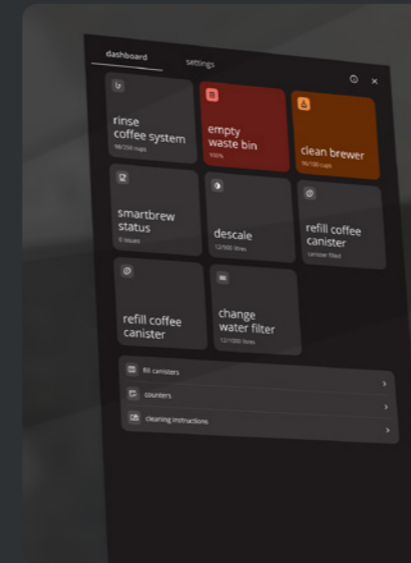 dashboard
settings
rinse
coffee system
98/250 cups
empty
waste bin
100%
clean brewer
96/100 cups
smartbrew
status
0 issues
descale
12/500 litres
refill coffee
canister
canister filled
refill coffee
canister
change
water filter
12/1000 litres
fill canisters
counters
cleaning instructions